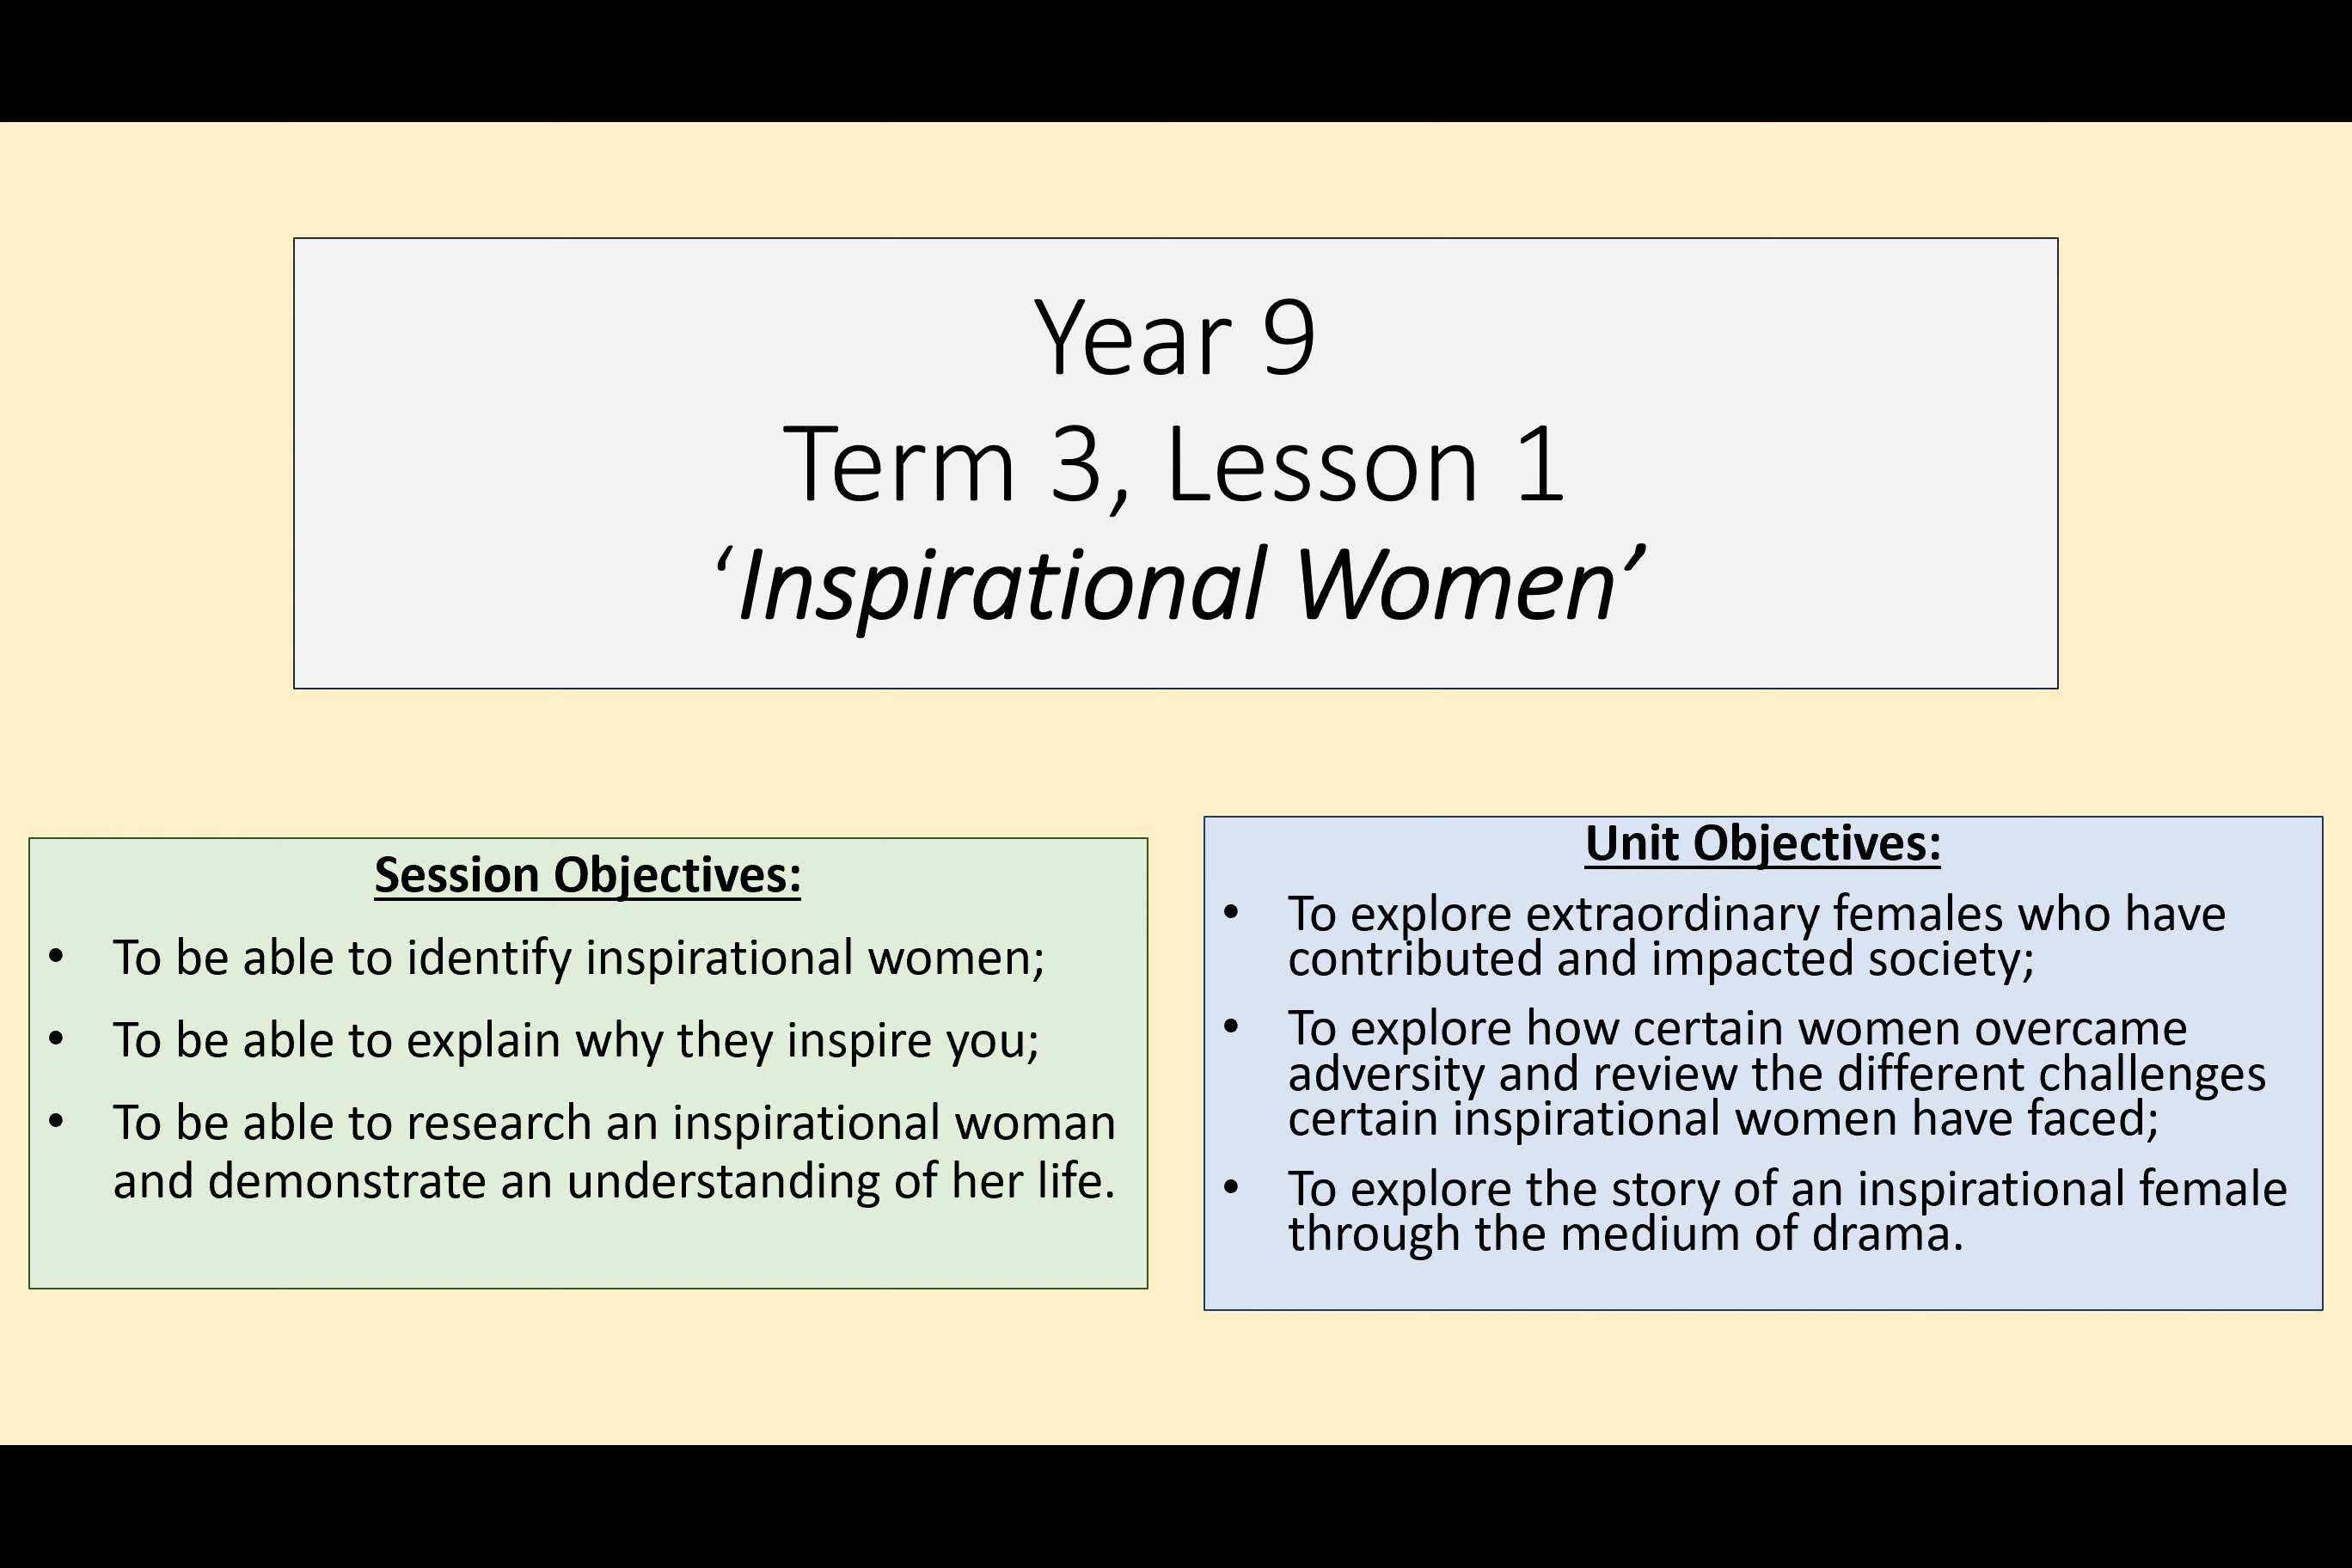 Year 9
Term 3, Lesson 1
‘Inspirational Women’
Session Objectives:
• To be able to identify inspirational women;
• To be able to explain why they inspire you;
• To be able to research an inspirational woman
and demonstrate an understanding of her life.
Unit Objectives:
• To explore extraordinary females who have
contributed and impacted society;
• To explore how certain women overcame
adversity and review the different challenges
certain inspirational women have faced;
• To explore the story of an inspirational female
through the medium of drama.